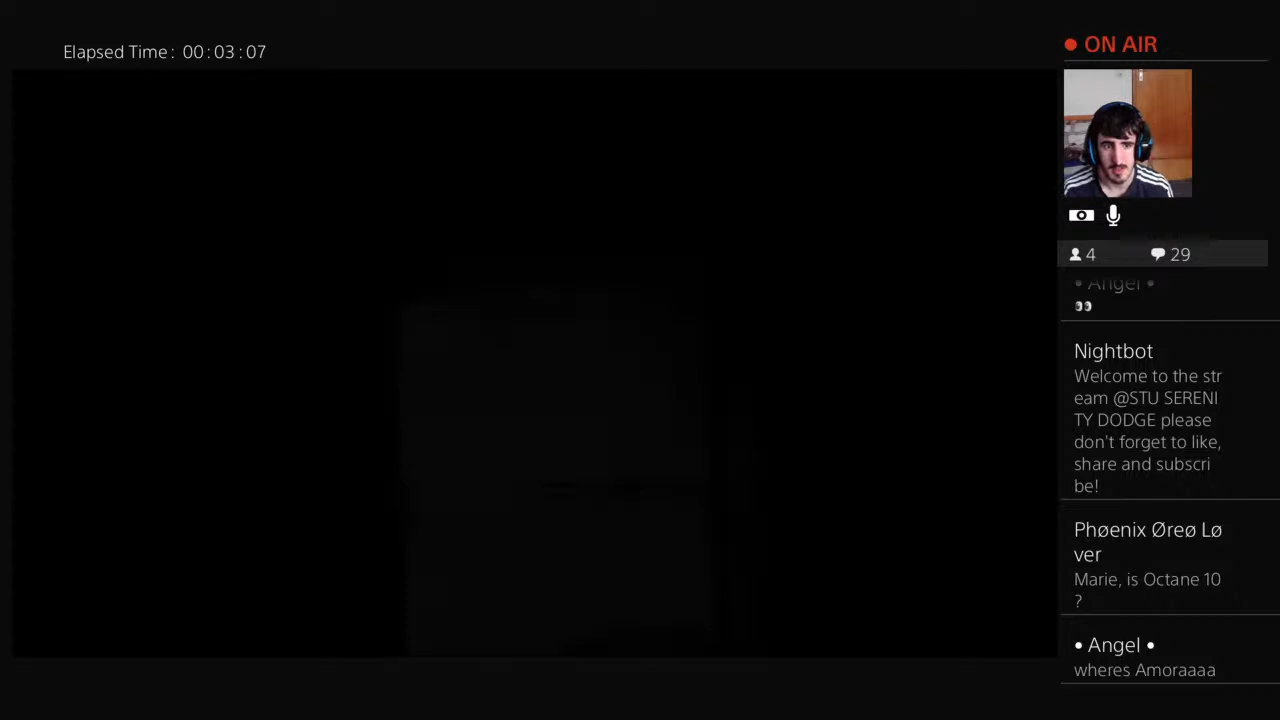 Elapsed Time: 00:03:07
ON AIR
4
29
• Angel •
👀
Nightbot
Welcome to the str
eam @STU SERENI
TY DODGE please
don't forget to like,
share and subscri
be!
Phøenix Øreø Lø
ver
Marie, is Octane 10
?
• Angel •
wheres Amoraaaa